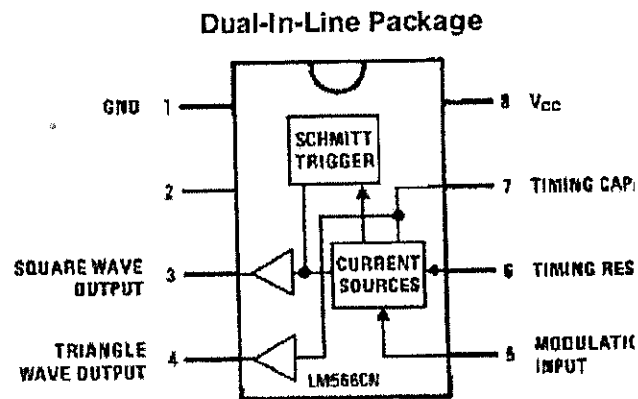 Dual-In-Line Package
GND 1
8 VCC
SCHMITT
TRIGGER
2
7 TIMING CAPA
SQUARE WAVE
OUTPUT
3
CURRENT
SOURCES
6 TIMING RES
TRIANGLE
WAVE OUTPUT
4
LM566CN
5 MODULATIO
INPUT